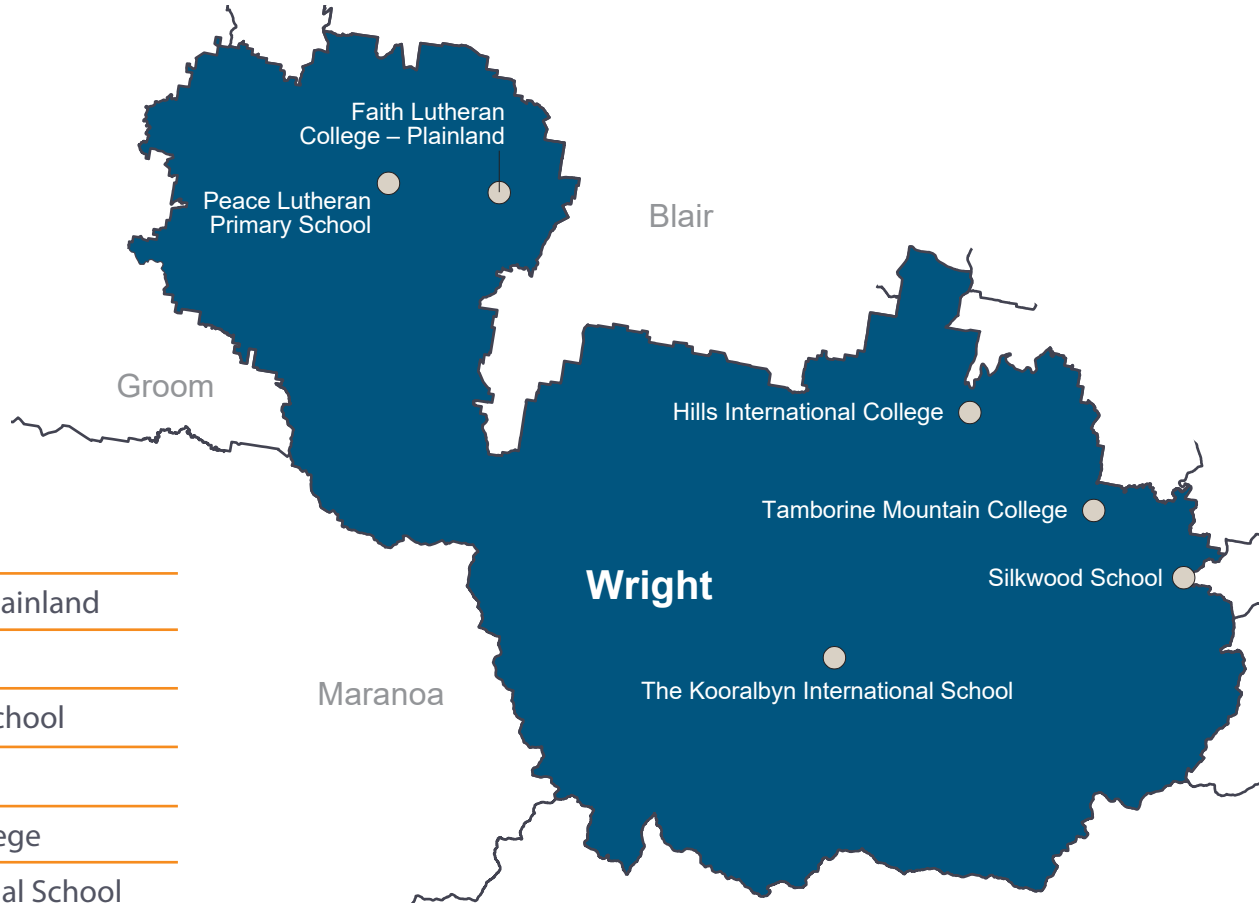 Faith Lutheran
College – Plainland
Peace Lutheran
Primary School
Blair
Groom
Hills International College
Tamborine Mountain College
Silkwood School
Wright
The Kooralbyn International School
Maranoa
ainland
chool
ege
al School